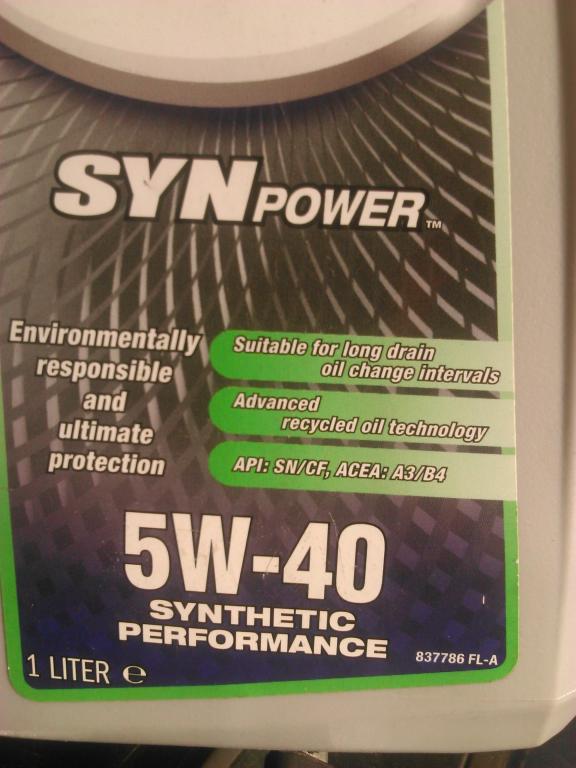 SYNPOWER™
Environmentally
responsible
and
ultimate
protection
Suitable for long drain
oil change intervals
Advanced
recycled oil technology
API: SN/CF, ACEA: A3/B4
5W-40
SYNTHETIC
PERFORMANCE
1 LITER ℮
837786 FL-A